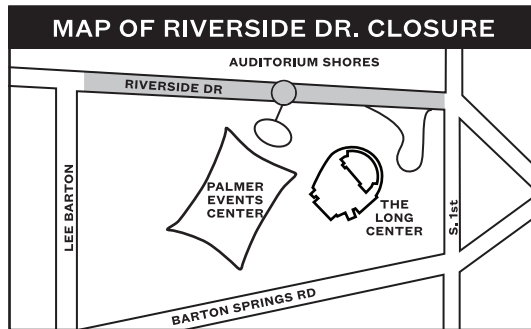 MAP OF RIVERSIDE DR. CLOSURE
AUDITORIUM SHORES
RIVERSIDE DR
LEE BARTON
PALMER
EVENTS
CENTER
THE
LONG
CENTER
S. 1st
BARTON SPRINGS RD